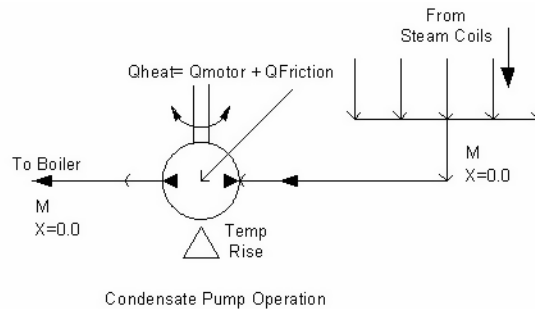 From
Steam Coils
Qheat= Qmotor + QFriction
To Boiler
M
X=0.0
M
X=0.0
Temp
Rise
Condensate Pump Operation